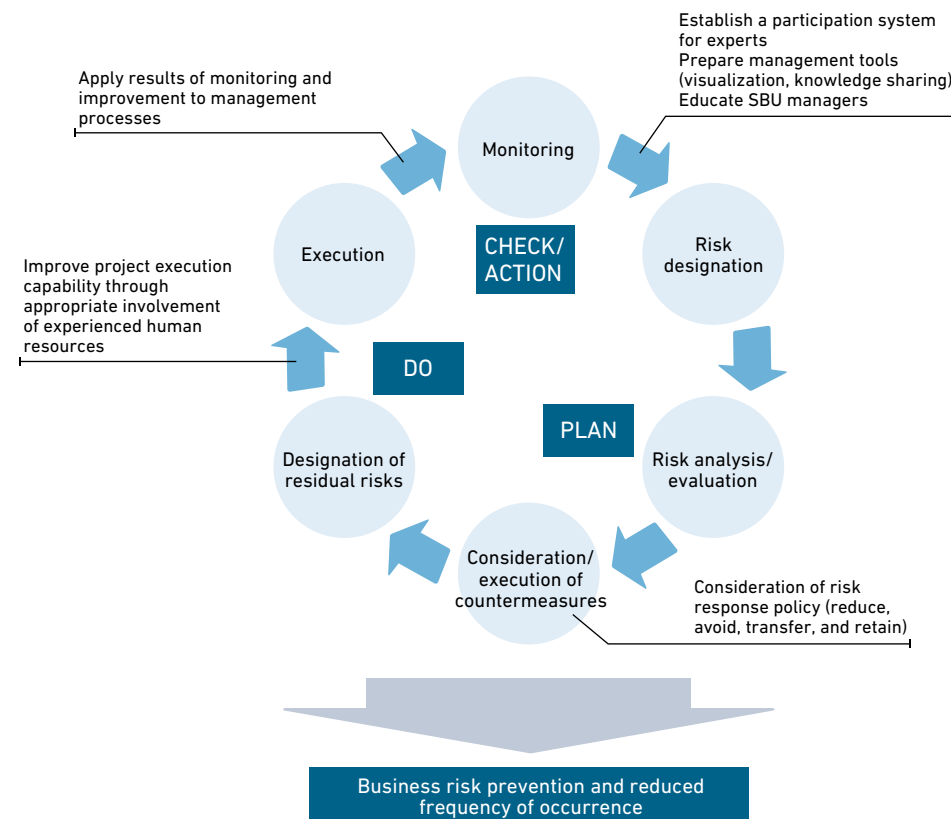 Establish a participation system
for experts
Prepare management tools
(visualization, knowledge sharing)
Educate SBU managers
Apply results of monitoring and
improvement to management
processes
Monitoring
CHECK/
ACTION
Execution
Risk
designation
Improve project execution
capability through
appropriate involvement
of experienced human
resources
DO
PLAN
Designation of
residual risks
Risk analysis/
evaluation
Consideration/
execution of
countermeasures
Consideration of risk
response policy (reduce,
avoid, transfer, and retain)
Business risk prevention and reduced
frequency of occurrence